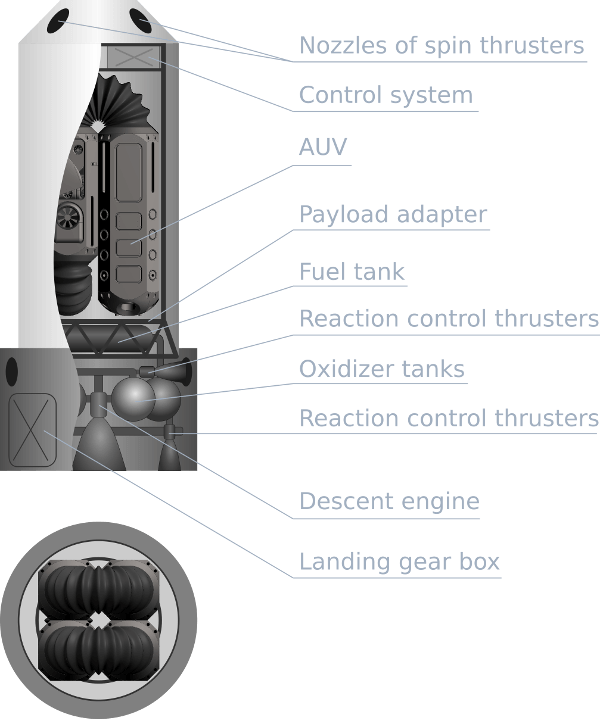 Nozzles of spin thrusters
Control system
AUV
Payload adapter
Fuel tank
Reaction control thrusters
Oxidizer tanks
Reaction control thrusters
Descent engine
Landing gear box